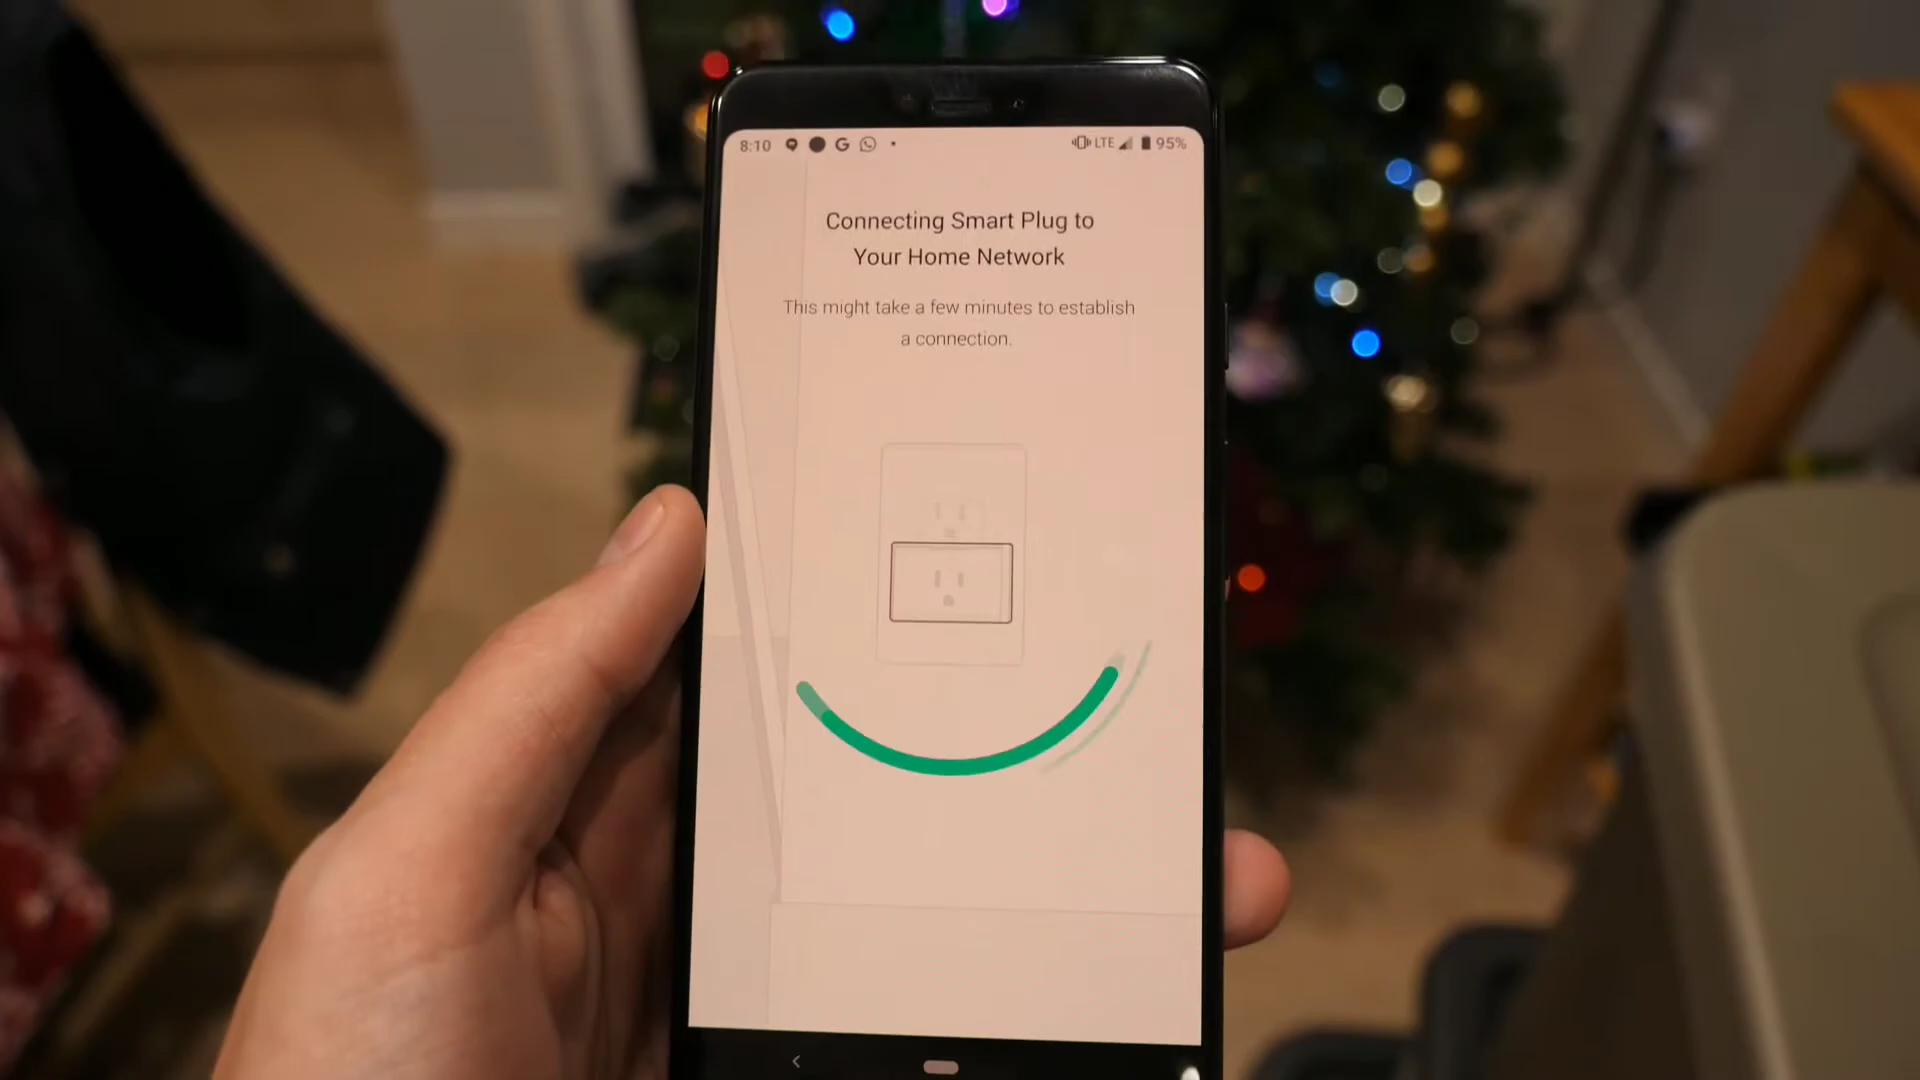 8:10 G LTE 95%
Connecting Smart Plug to
Your Home Network
This might take a few minutes to establish
a connection.